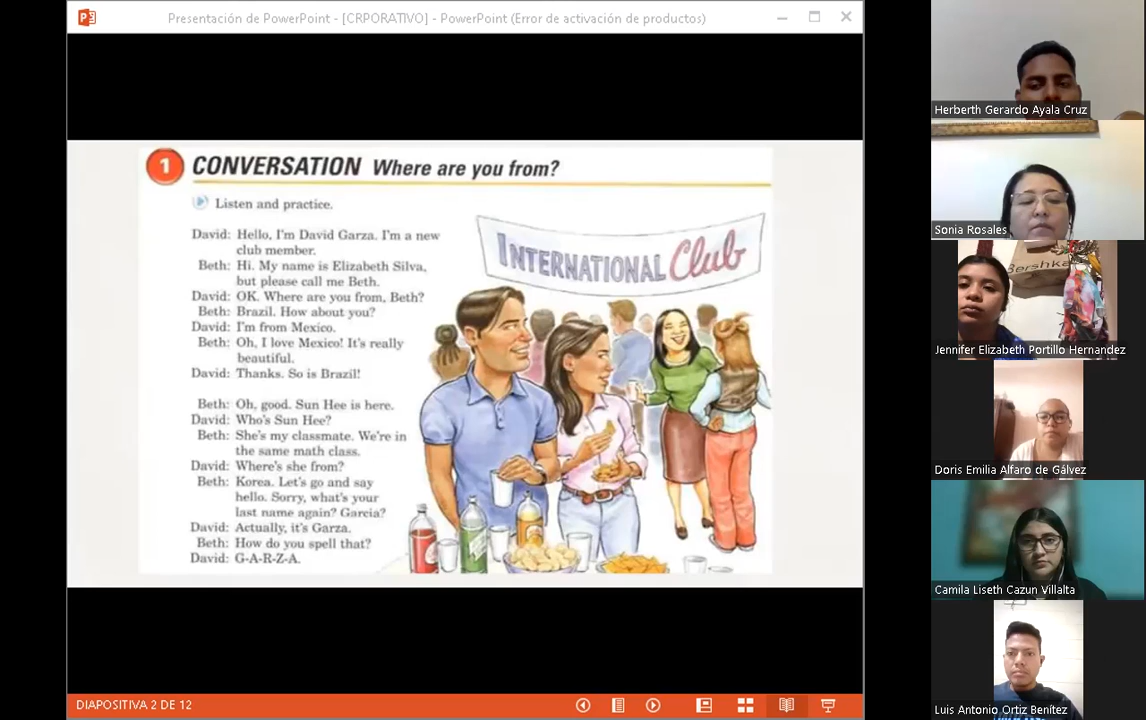 Presentación de PowerPoint - [CRPORATIVO] - PowerPoint (Error de activación de productos)
1 CONVERSATION Where are you from?
Listen and practice.
David: Hello, I'm David Garza. I'm a new
club member.
Beth: Hi. My name is Elizabeth Silva,
but please call me Beth.
David: OK. Where are you from, Beth?
Beth: Brazil. How about you?
David: I'm from Mexico.
Beth: Oh, I love Mexico! It's really
beautiful.
David: Thanks. So is Brazil!
Beth: Oh, good. Sun Hee is here.
David: Who's Sun Hee?
Beth: She's my classmate. We're in
the same math class.
David: Where's she from?
Beth: Korea. Let's go and say
hello. Sorry, what's your
last name again? Garcia?
David: Actually, it's Garza.
Beth: How do you spell that?
David: G-A-R-Z-A.
INTERNATIONAL Club
DIAPOSITIVA 2 DE 12
Herberth Gerardo Ayala Cruz
Sonia Rosales
Bershka
Jennifer Elizabeth Portillo Hernandez
Doris Emilia Alfaro de Gálvez
Camila Liseth Cazun Villalta
Luis Antonio Ortiz Benítez